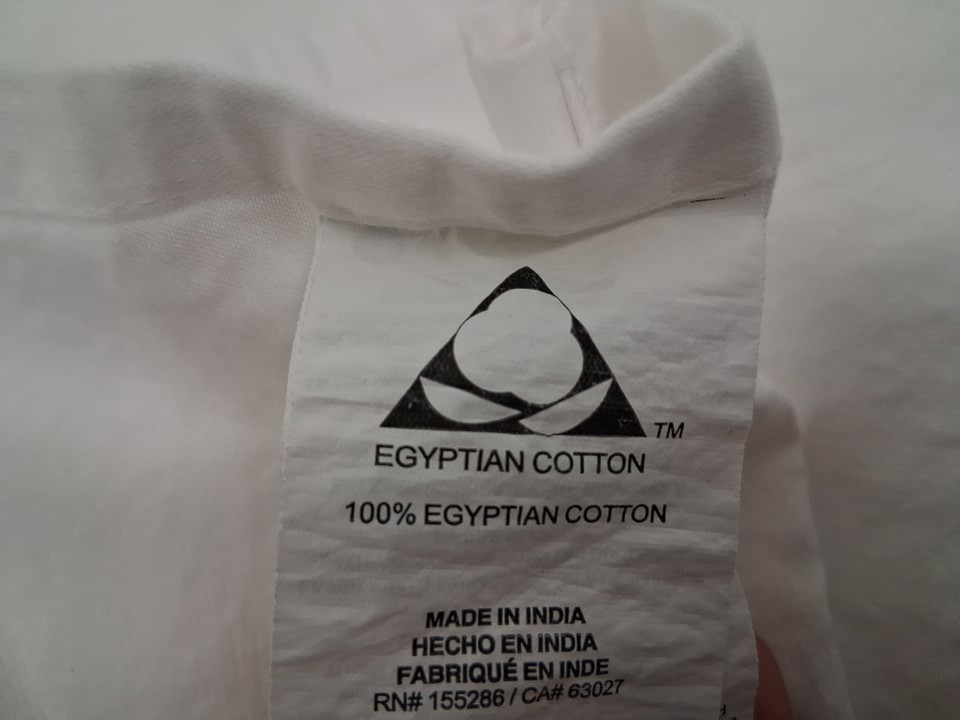 TM
EGYPTIAN COTTON
100% EGYPTIAN COTTON
MADE IN INDIA
HECHO EN INDIA
FABRIQUÉ EN INDE
RN# 155286 / CA# 63027